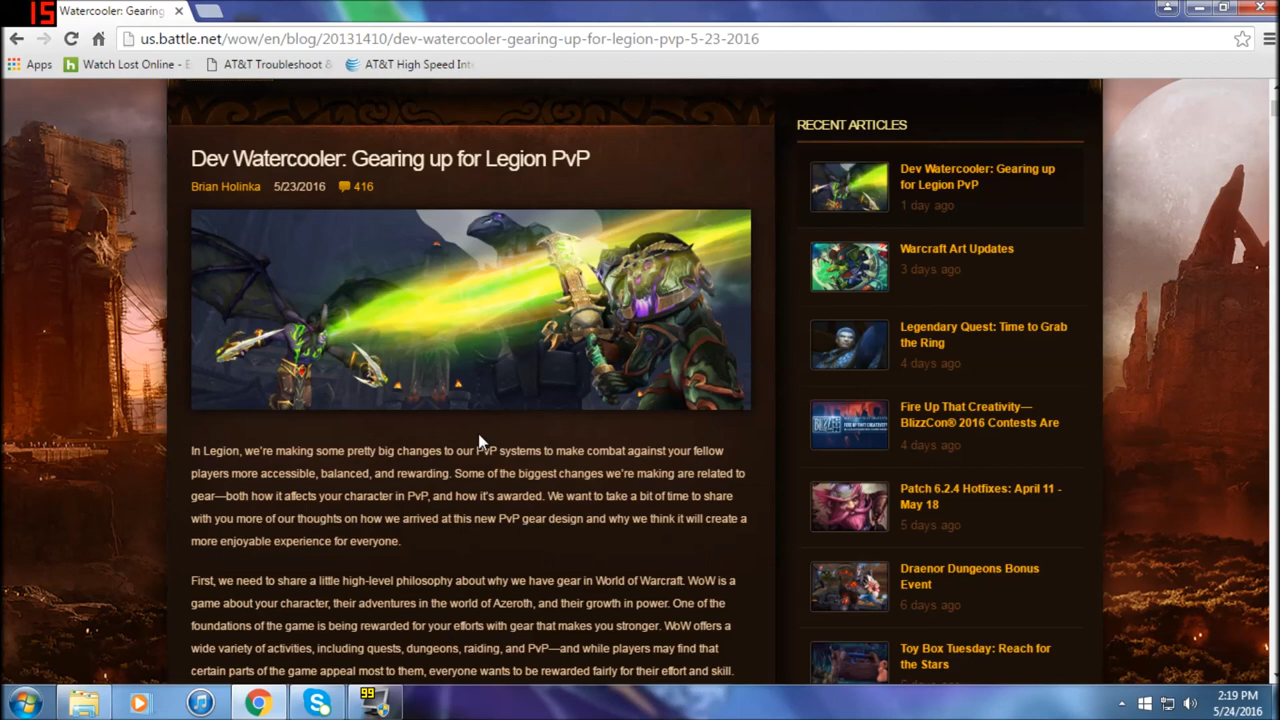 15
Watercooler: Gearing
us.battle.net/wow/en/blog/20131410/dev-watercooler-gearing-up-for-legion-pvp-5-23-2016
Apps
Watch Lost Online - E
AT&T Troubleshoot &
AT&T High Speed Inte
Dev Watercooler: Gearing up for Legion PvP
Brian Holinka 5/23/2016 416
In Legion, we're making some pretty big changes to our PvP systems to make combat against your fellow
players more accessible, balanced, and rewarding. Some of the biggest changes we're making are related to
gear—both how it affects your character in PvP, and how it's awarded. We want to take a bit of time to share
with you more of our thoughts on how we arrived at this new PvP gear design and why we think it will create a
more enjoyable experience for everyone.
First, we need to share a little high-level philosophy about why we have gear in World of Warcraft. WoW is a
game about your character, their adventures in the world of Azeroth, and their growth in power. One of the
foundations of the game is being rewarded for your efforts with gear that makes you stronger. WoW offers a
wide variety of activities, including quests, dungeons, raiding, and PvP—and while players may find that
certain parts of the game appeal most to them, everyone wants to be rewarded fairly for their effort and skill.
RECENT ARTICLES
Dev Watercooler: Gearing up
for Legion PvP
1 day ago
Warcraft Art Updates
3 days ago
Legendary Quest: Time to Grab
the Ring
4 days ago
Fire Up That Creativity—
BlizzCon® 2016 Contests Are
4 days ago
Patch 6.2.4 Hotfixes: April 11 -
May 18
5 days ago
Draenor Dungeons Bonus
Event
6 days ago
Toy Box Tuesday: Reach for
the Stars
99
2:19 PM
5/24/2016